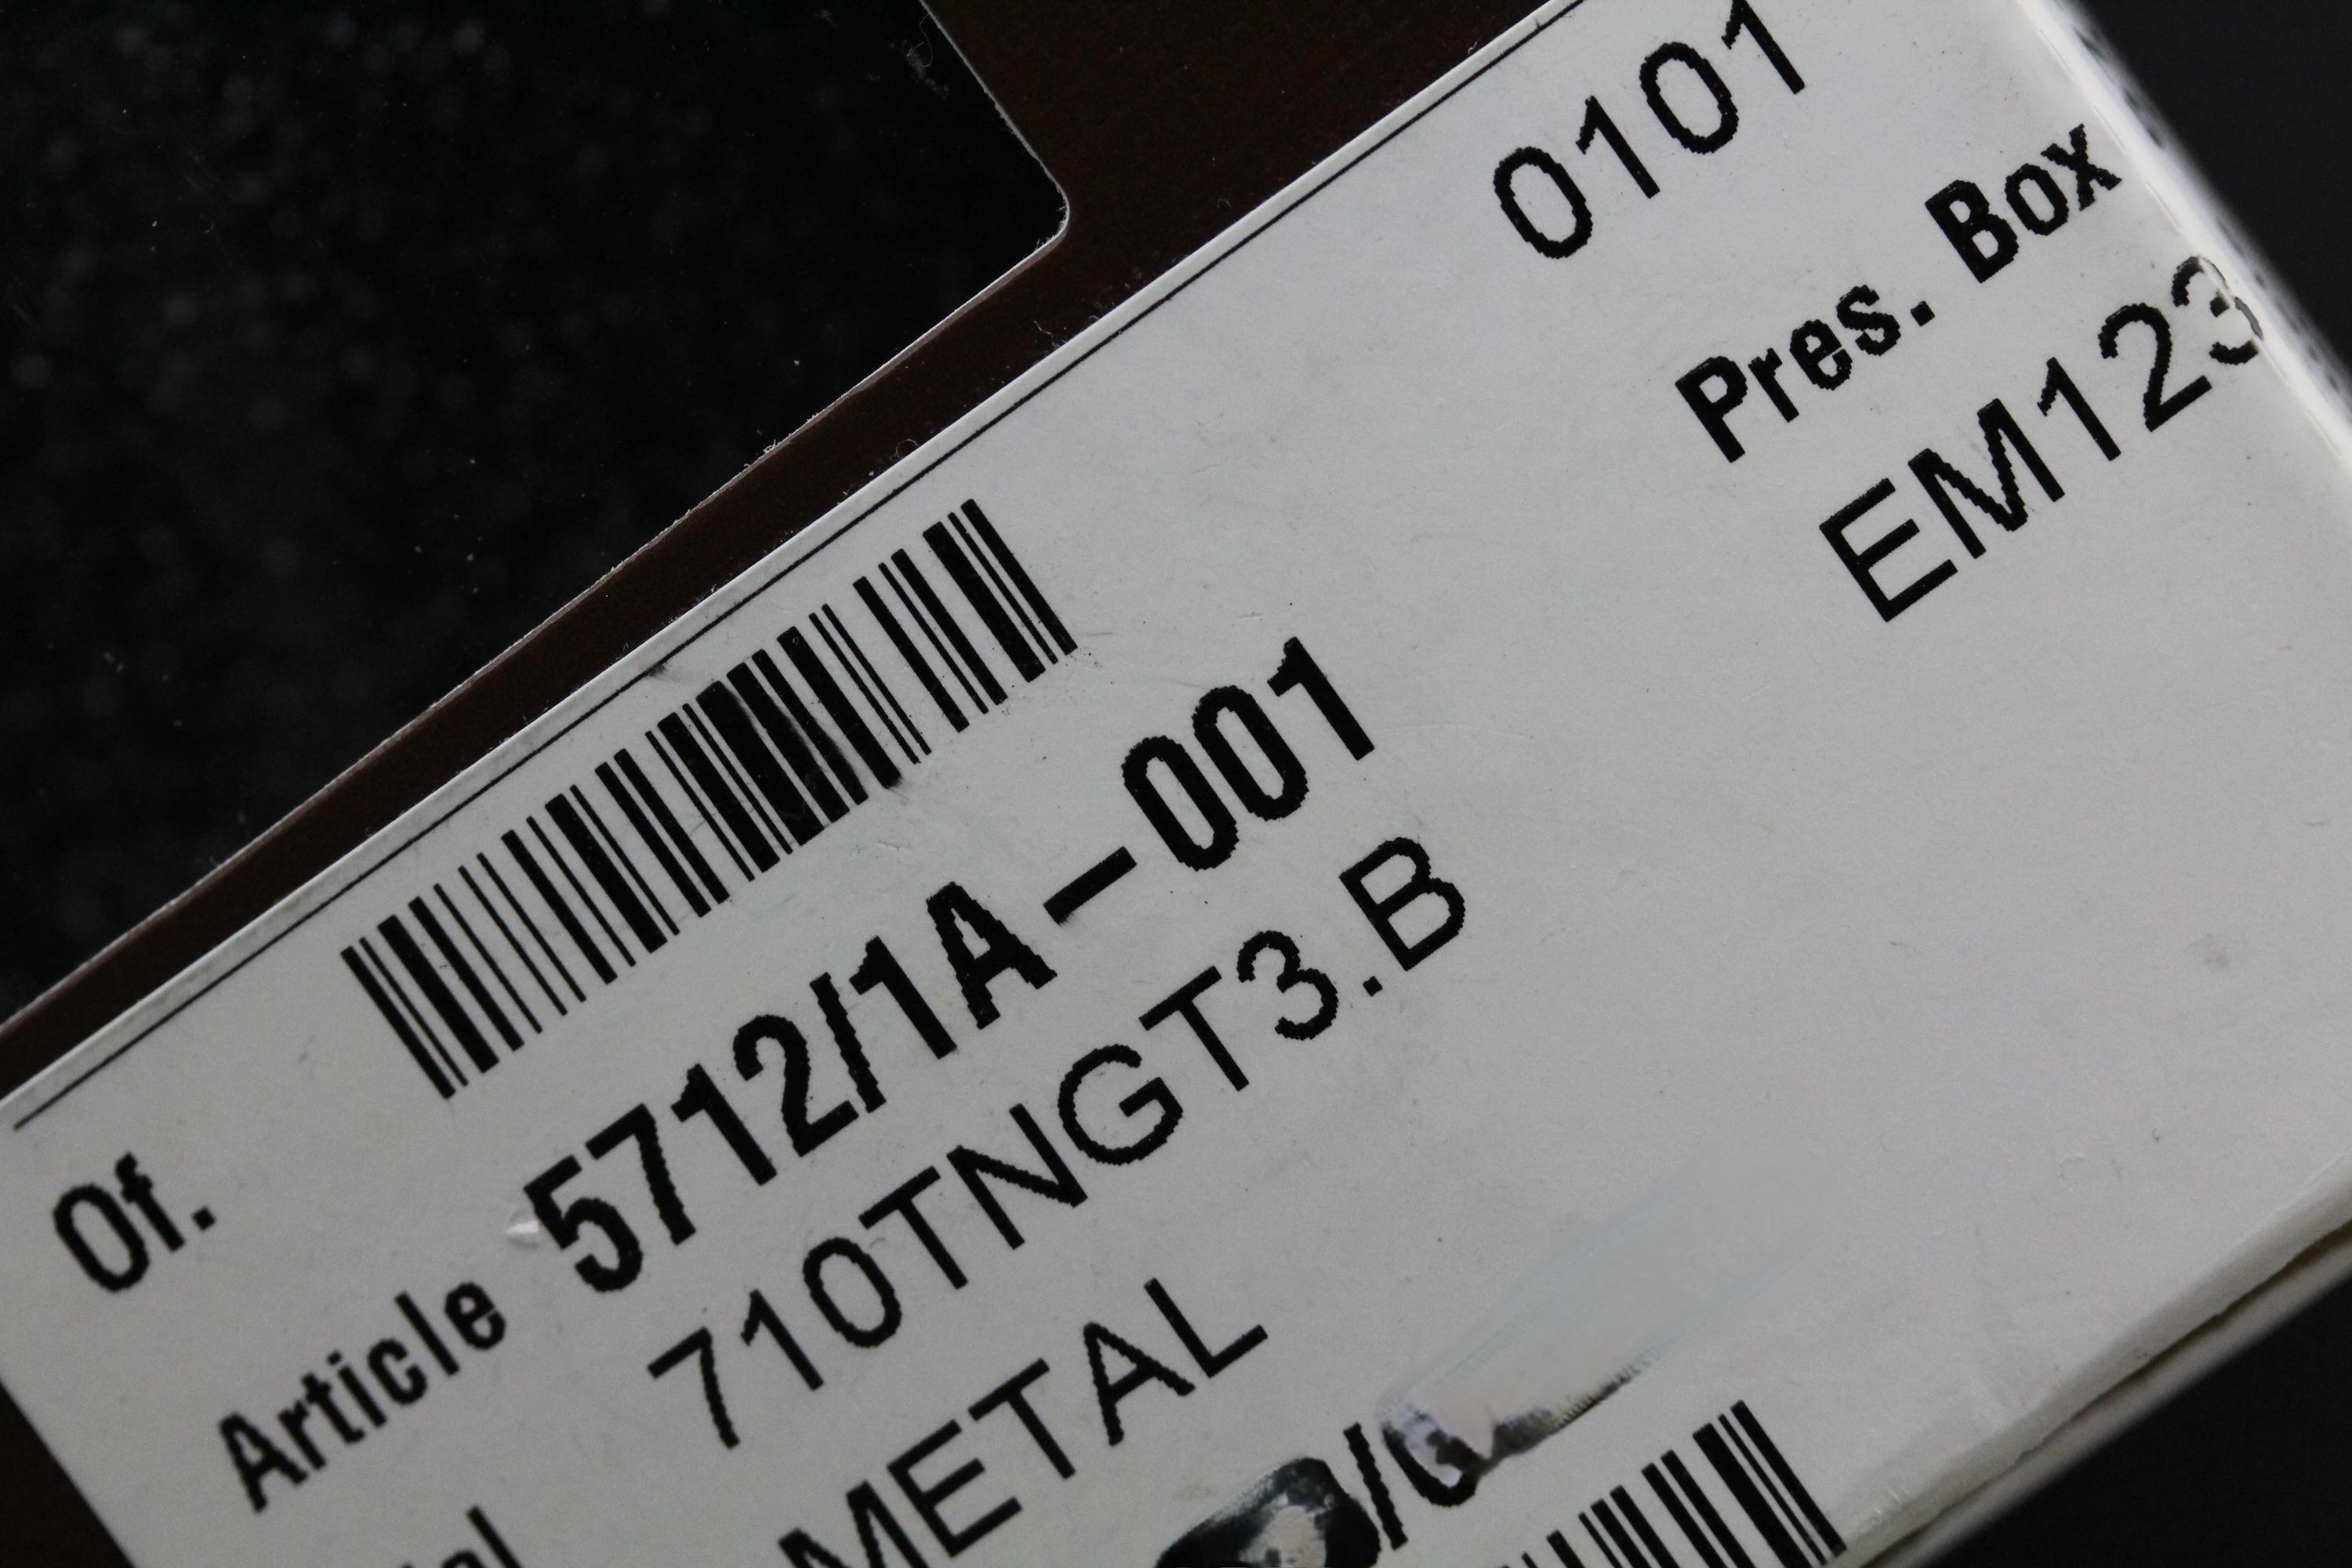 0101
Pres. Box
EM123
Of.
Article 5712/1A-001
710TNGT3.B
METAL